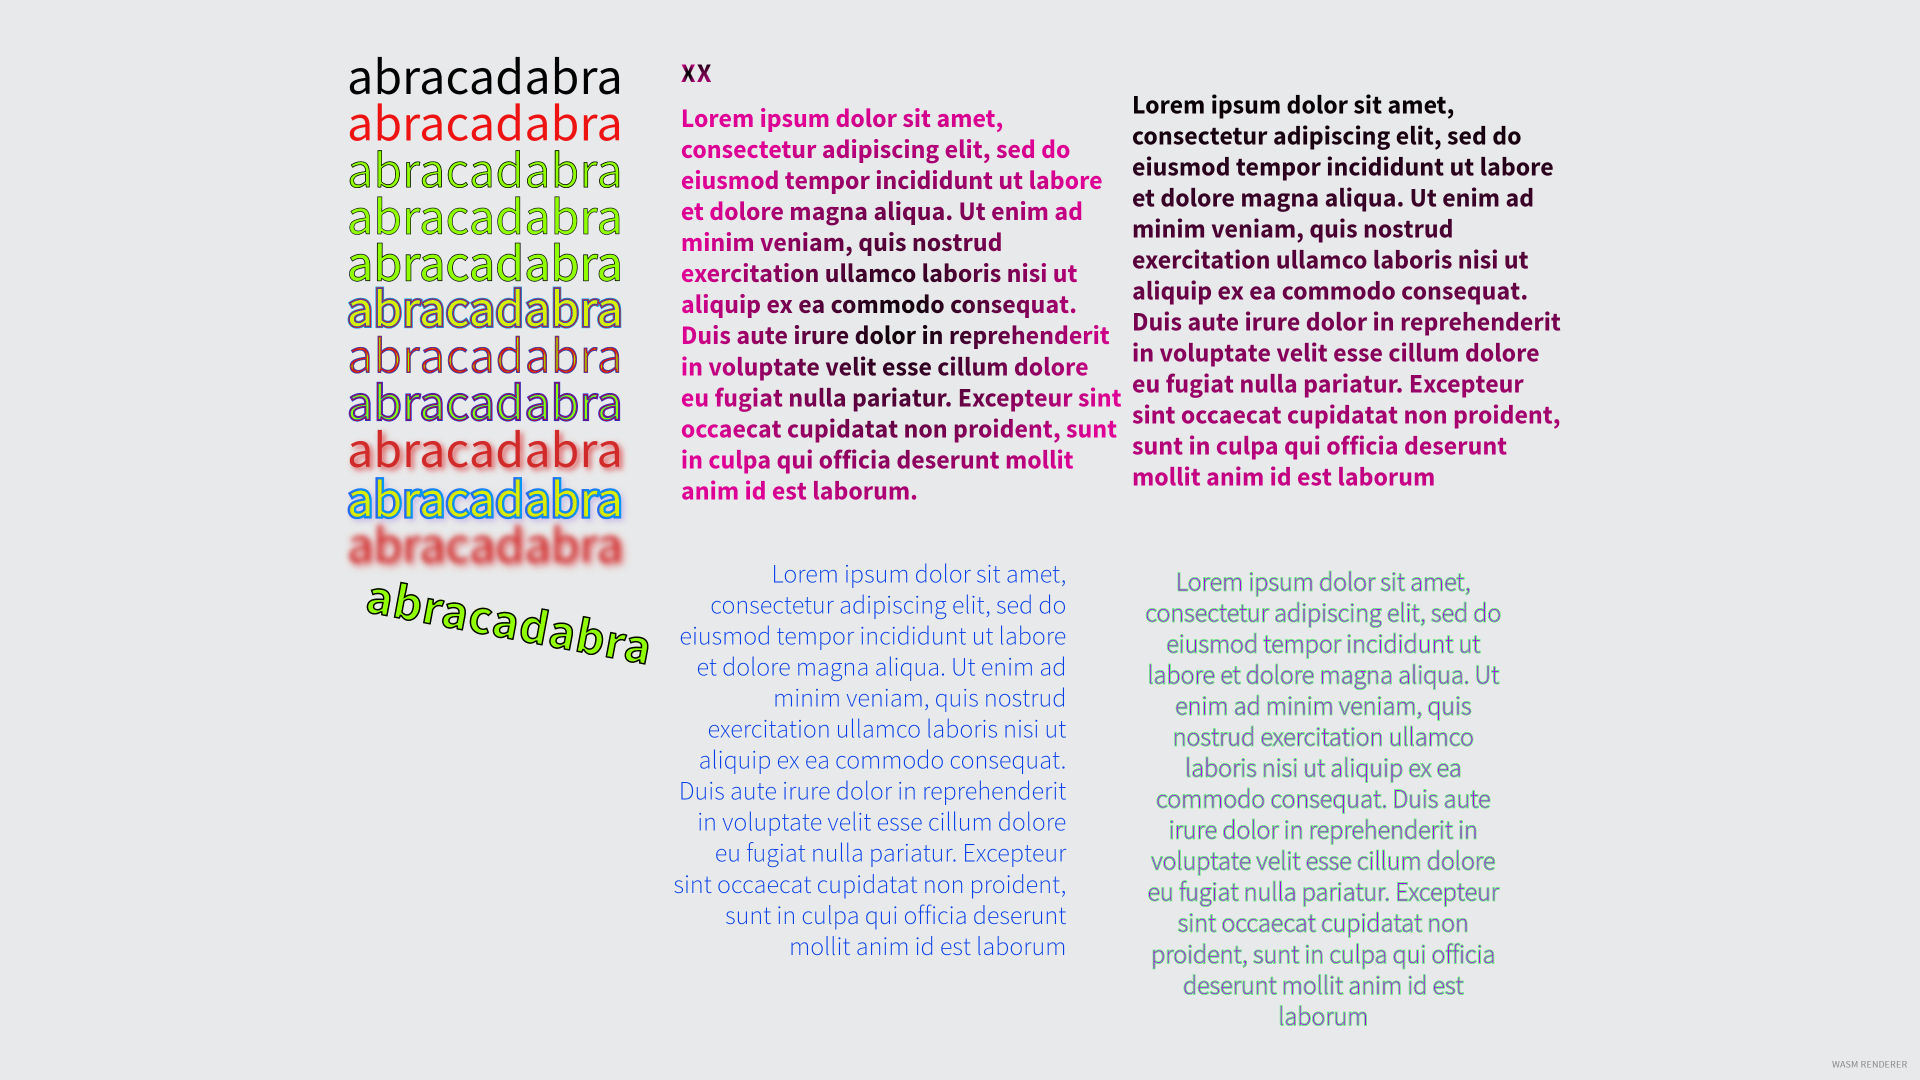 abracadabra
abracadabra
abracadabra
abracadabra
abracadabra
abracadabra
abracadabra
abracadabra
abracadabra
abracadabra
abracadabra
abracadabra
XX
Lorem ipsum dolor sit amet,
consectetur adipiscing elit, sed do
eiusmod tempor incididunt ut labore
et dolore magna aliqua. Ut enim ad
minim veniam, quis nostrud
exercitation ullamco laboris nisi ut
aliquip ex ea commodo consequat.
Duis aute irure dolor in reprehenderit
in voluptate velit esse cillum dolore
eu fugiat nulla pariatur. Excepteur sint
occaecat cupidatat non proident, sunt
in culpa qui officia deserunt mollit
anim id est laborum.
Lorem ipsum dolor sit amet,
consectetur adipiscing elit, sed do
eiusmod tempor incididunt ut labore
et dolore magna aliqua. Ut enim ad
minim veniam, quis nostrud
exercitation ullamco laboris nisi ut
aliquip ex ea commodo consequat.
Duis aute irure dolor in reprehenderit
in voluptate velit esse cillum dolore
eu fugiat nulla pariatur. Excepteur
sint occaecat cupidatat non proident,
sunt in culpa qui officia deserunt
mollit anim id est laborum
Lorem ipsum dolor sit amet,
consectetur adipiscing elit, sed do
eiusmod tempor incididunt ut labore
et dolore magna aliqua. Ut enim ad
minim veniam, quis nostrud
exercitation ullamco laboris nisi ut
aliquip ex ea commodo consequat.
Duis aute irure dolor in reprehenderit
in voluptate velit esse cillum dolore
eu fugiat nulla pariatur. Excepteur
sint occaecat cupidatat non proident,
sunt in culpa qui officia deserunt
mollit anim id est laborum
Lorem ipsum dolor sit amet,
consectetur adipiscing elit, sed do
eiusmod tempor incididunt ut
labore et dolore magna aliqua. Ut
enim ad minim veniam, quis
nostrud exercitation ullamco
laboris nisi ut aliquip ex ea
commodo consequat. Duis aute
irure dolor in reprehenderit in
voluptate velit esse cillum dolore
eu fugiat nulla pariatur. Excepteur
sint occaecat cupidatat non
proident, sunt in culpa qui officia
deserunt mollit anim id est
laborum
WASM RENDERER